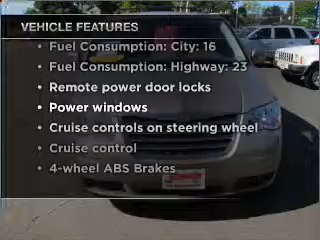 VEHICLE FEATURES
• Fuel Consumption: City: 16
• Fuel Consumption: Highway: 23
• Remote power door locks
• Power windows
• Cruise controls on steering wheel
• Cruise control
• 4-wheel ABS Brakes